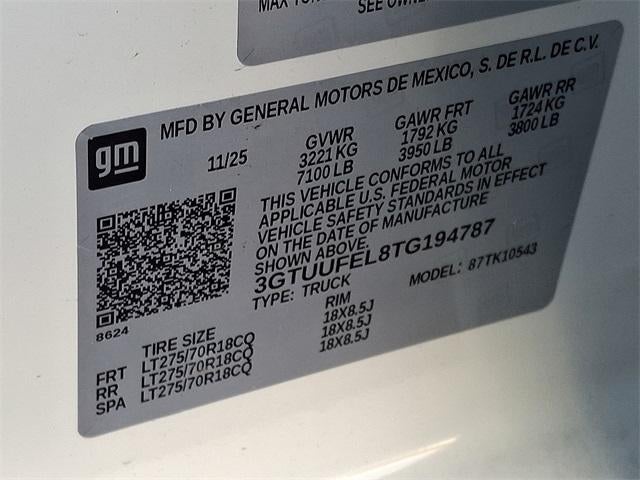 MAX
SEE OWNE
MFD BY GENERAL MOTORS DE MEXICO, S. DE R.L. DE C.V.
gm
11/25
GVWR
3221 KG
7100 LB
GAWR FRT
1792 KG
3950 LB
GAWR RR
1724 KG
3800 LB
THIS VEHICLE CONFORMS TO ALL
APPLICABLE U.S. FEDERAL MOTOR
VEHICLE SAFETY STANDARDS IN EFFECT
ON THE DATE OF MANUFACTURE
SHOWN ABOVE.
3GTUUFEL8TG194787
TYPE: TRUCK
MODEL: 87TK10543
8624
TIRE SIZE
RIM
FRT LT275/70R18CQ 18X8.5J
RR LT275/70R18CQ 18X8.5J
SPA LT275/70R18CQ 18X8.5J